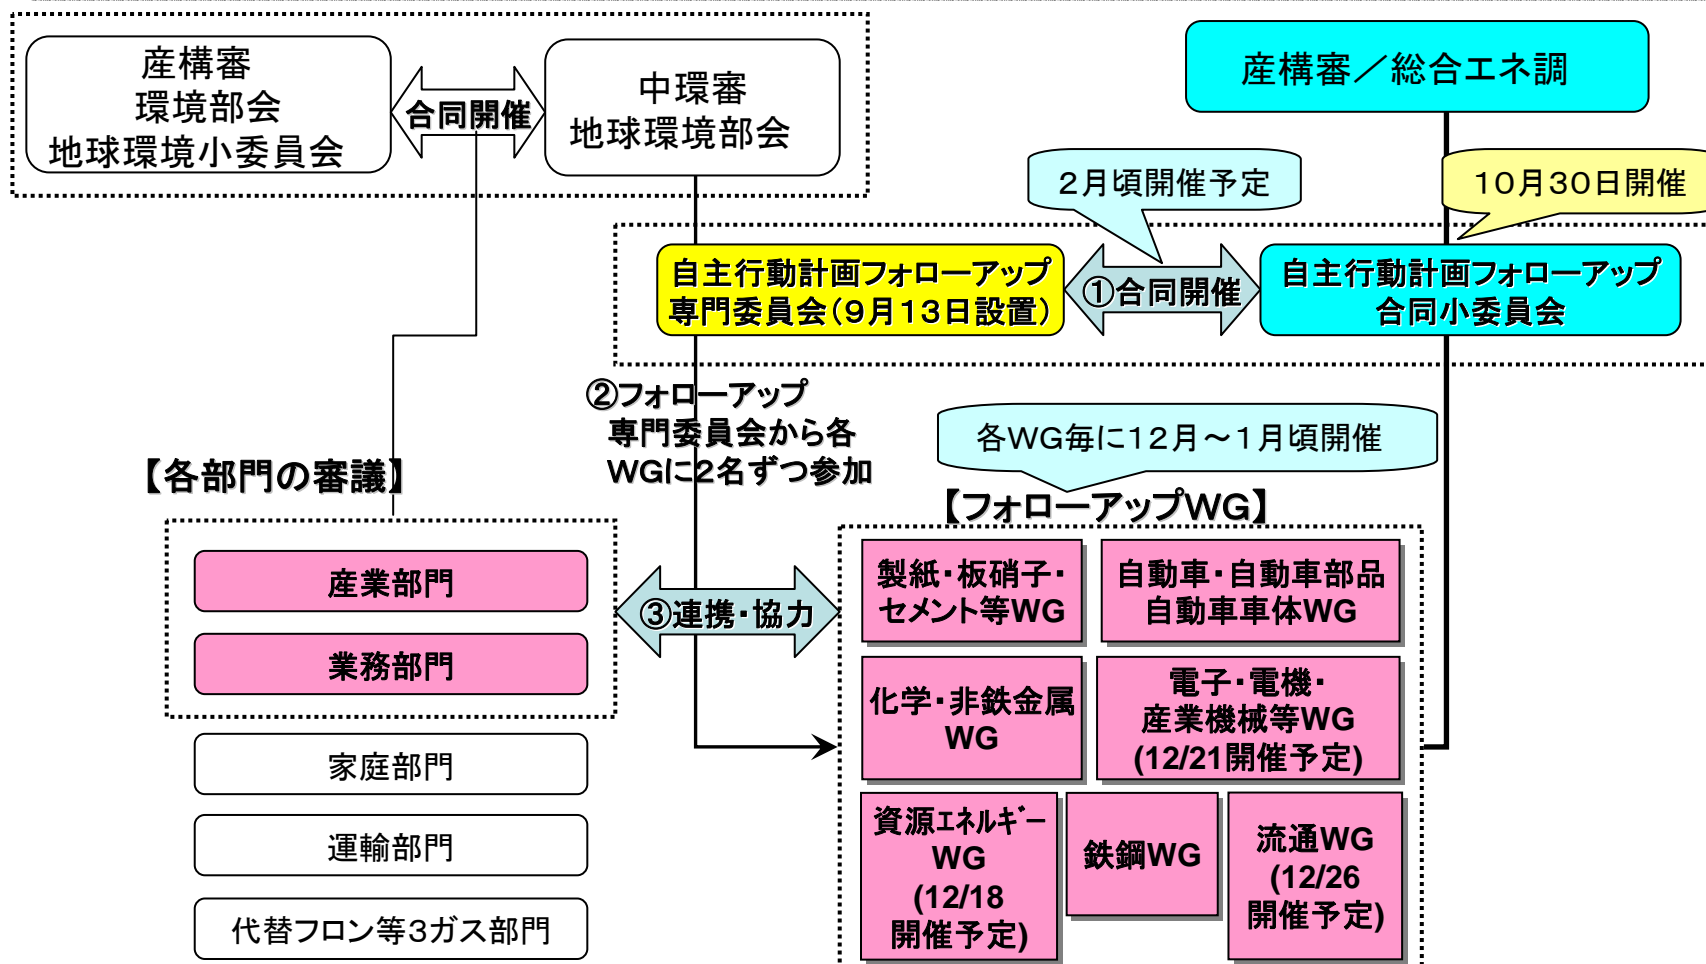 産構審
環境部会
地球環境小委員会
合同開催
中環審
地球環境部会
産構審／総合エネ調
２月頃開催予定
１０月３０日開催
自主行動計画フォローアップ
専門委員会（９月１３日設置）
①合同開催
自主行動計画フォローアップ
合同小委員会
②フォローアップ
専門委員会から各
WGに２名ずつ参加
各ＷＧ毎に１２月～１月頃開催
【各部門の審議】
【フォローアップWG】
産業部門
業務部門
家庭部門
運輸部門
代替フロン等３ガス部門
③連携・協力
製紙・板硝子・
セメント等WG
自動車・自動車部品
自動車車体WG
化学・非鉄金属
WG
電子・電機・
産業機械等WG
(12/21開催予定)
資源ｴﾈﾙｷﾞｰ
WG
(12/18
開催予定)
鉄鋼WG
流通WG
(12/26
開催予定)